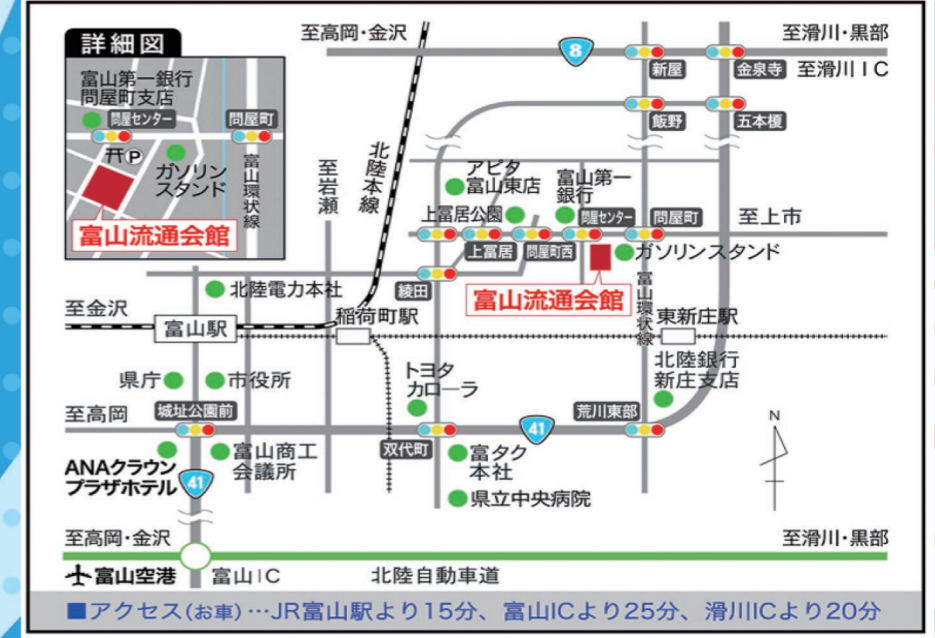 詳細図
富山第一銀行
問屋町支店
問屋センター
問屋町
P
ガソリン
スタンド
富山環状線
富山流通会館
至高岡・金沢
8
至滑川・黒部
新屋
金泉寺
至滑川IC
飯野
五本榎
至岩瀬
北陸本線
アピタ
富山東店
富山第一
銀行
上冨居公園
問屋センター
問屋町
至上市
上冨居
問屋町西
ガソリンスタンド
綾田
富山流通会館
富山環状線
北陸電力本社
至金沢
富山駅
稲荷町駅
東新庄駅
県庁
市役所
トヨタ
カローラ
北陸銀行
新庄支店
至高岡
城址公園前
荒川東部
41
双代町
N
ANAクラウン
プラザホテル
富山商工
会議所
富タク
本社
41
県立中央病院
至高岡・金沢
至滑川・黒部
富山空港
富山IC
北陸自動車道
■アクセス(お車)…JR富山駅より15分、富山ICより25分、滑川ICより20分